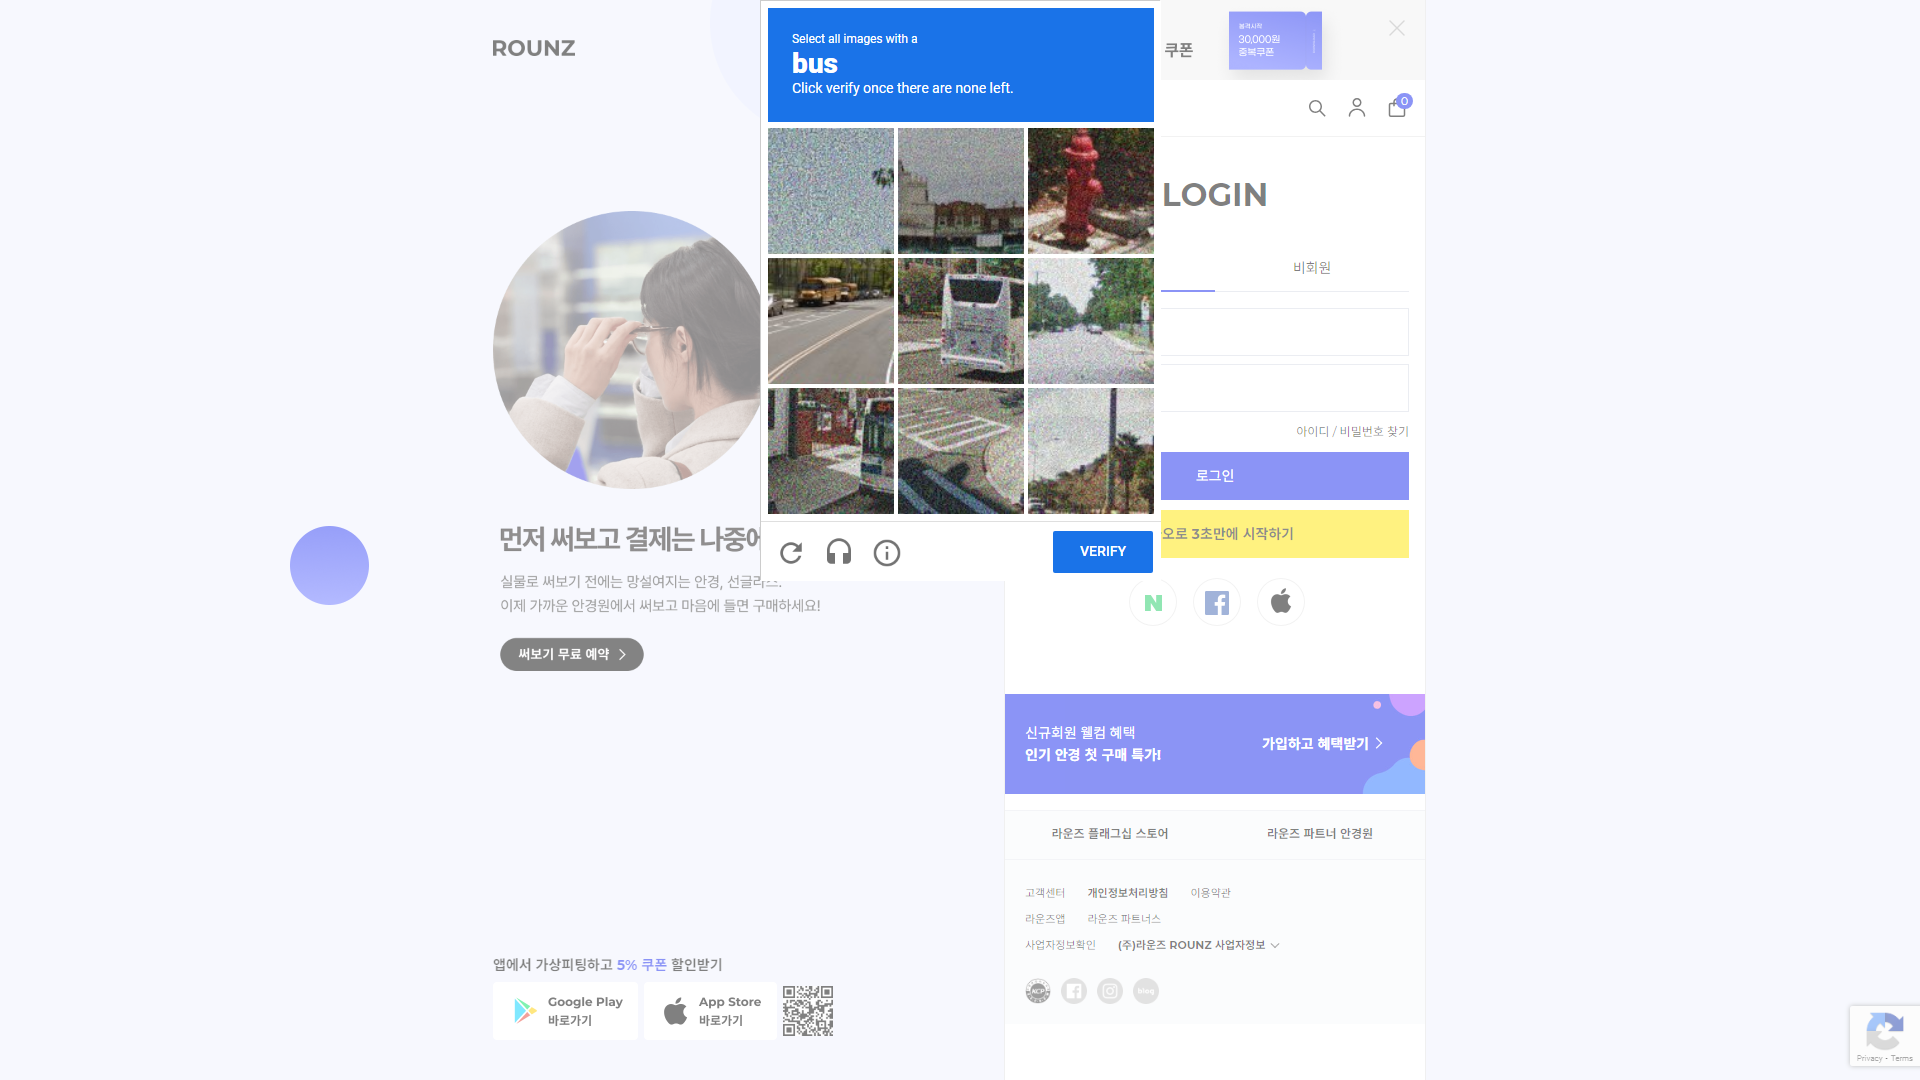 ROUNZ
Select all images with a
bus
Click verify once there are none left.
쿠폰
30,000원
중복쿠폰
0
LOGIN
비회원
아이디 / 비밀번호 찾기
로그인
오로 3초만에 시작하기
VERIFY
먼저 써보고 결제는 나중에
실물로 써보기 전에는 망설여지는 안경, 선글라스.
이제 가까운 안경원에서 써보고 마음에 들면 구매하세요!
써보기 무료 예약
신규회원 웰컴 혜택
인기 안경 첫 구매 특가!
가입하고 혜택받기
라운즈 플래그십 스토어
라운즈 파트너 안경원
고객센터 개인정보처리방침 이용약관
라운즈앱 라운즈 파트너스
사업자정보확인 (주)라운즈 ROUNZ 사업자정보
blog
앱에서 가상피팅하고 5% 쿠폰 할인받기
Google Play
바로가기
App Store
바로가기
Privacy - Terms